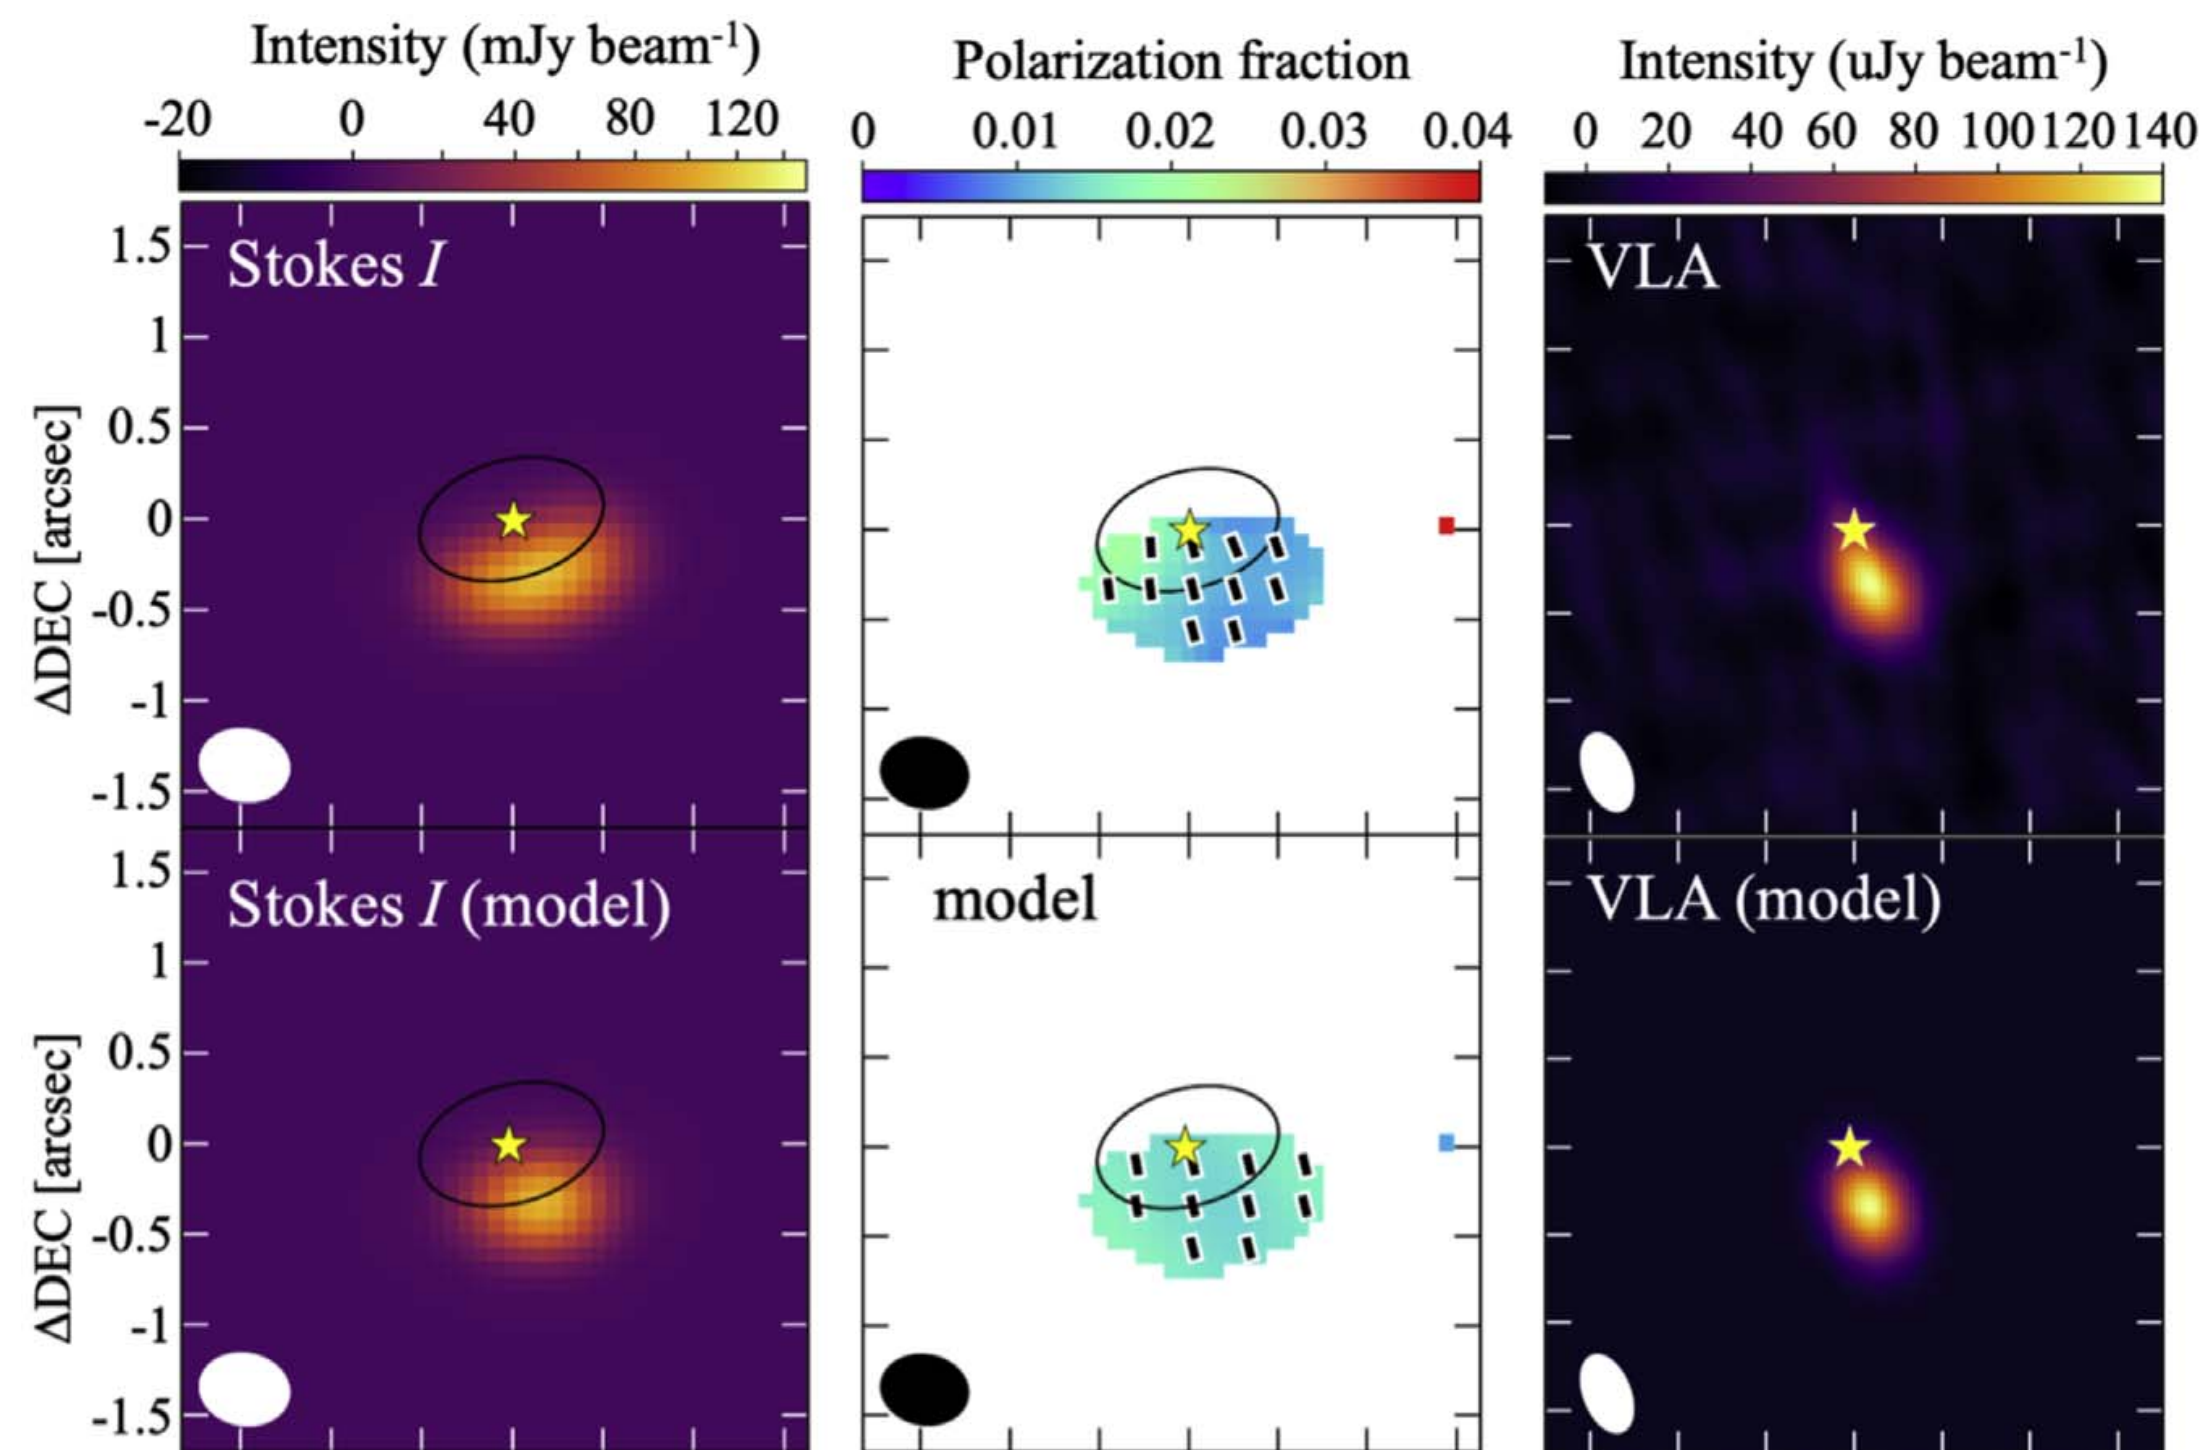 Intensity (mJy beam-1)
Polarization fraction
Intensity (uJy beam-1)
-20 0 40 80 120
0 0.01 0.02 0.03 0.04
0 20 40 60 80 100 120 140
Stokes I
VLA
1.5
1
0.5
0
-0.5
-1
-1.5
ΔDEC [arcsec]
Stokes I (model)
model
VLA (model)
1.5
1
0.5
0
-0.5
-1
-1.5
ΔDEC [arcsec]